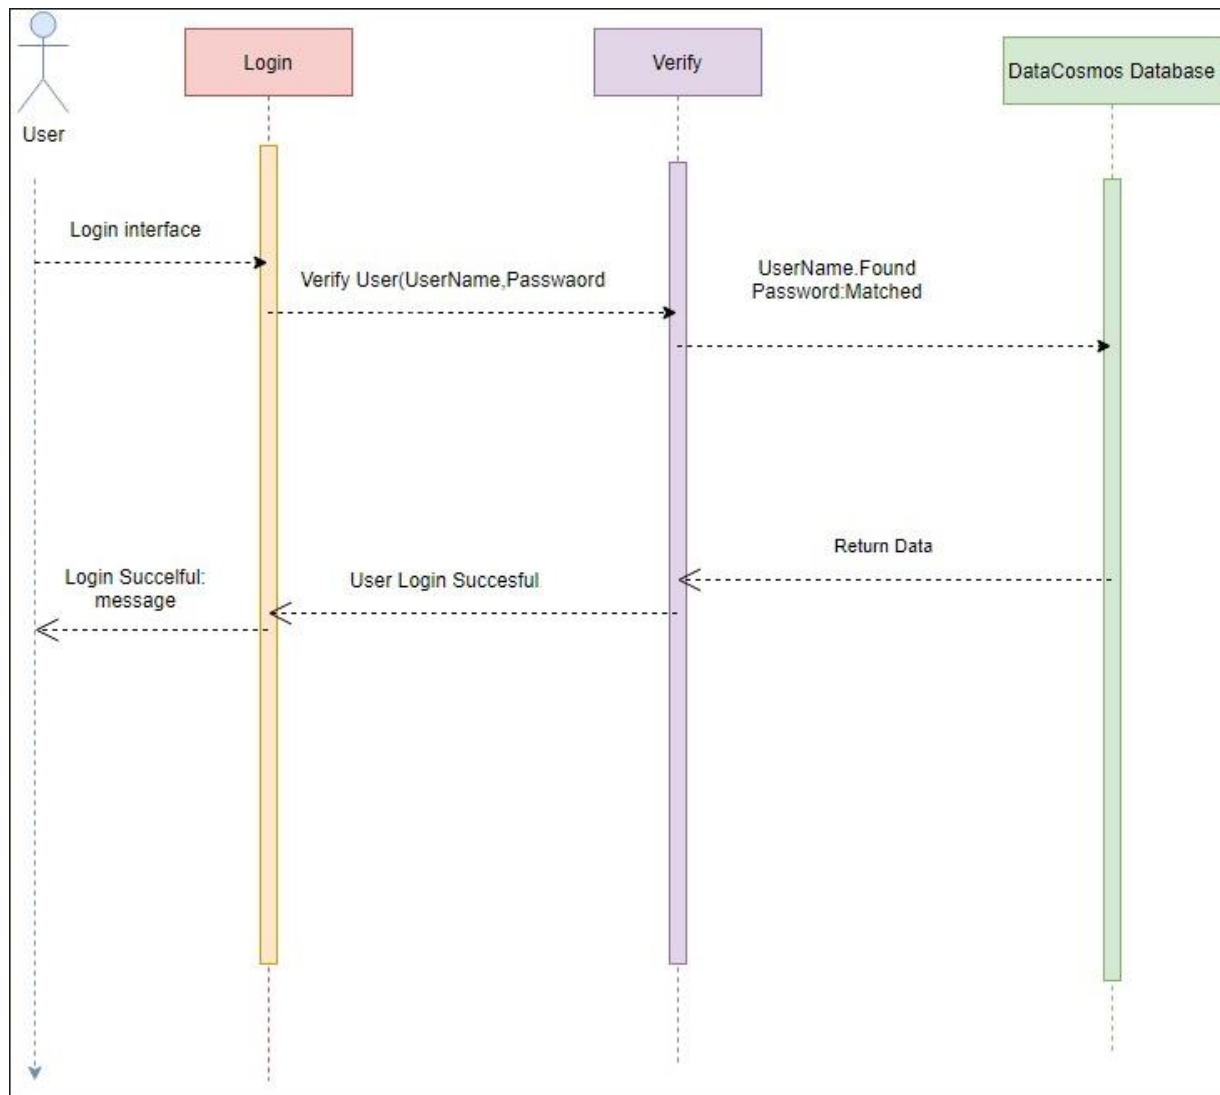 Login
Verify
DataCosmos Database
User
Login interface
Verify User(UserName,Passwaord
UserName.Found
Password:Matched
Return Data
Login Succelful:
message
User Login Succesful